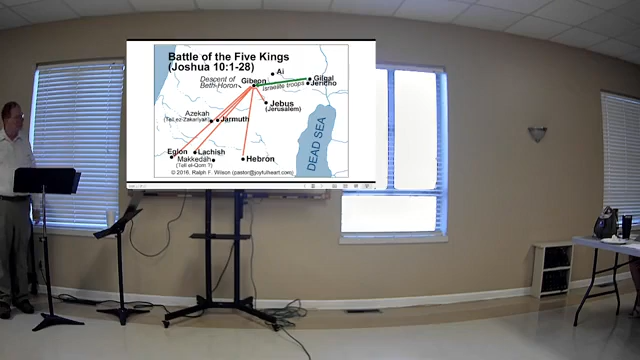 Battle of the Five Kings
(Joshua 10:1-28)
Ai
Descent of
Beth-Horon
Gibeon
Gilgal
Jericho
Israelite troops
Jebus
(Jerusalem)
Azekah
(Tell ez-Zakariyah)
Jarmuth
DEAD SEA
Eglon
Lachish
Makkedah
(Tell el-Qom ?)
Hebron
© 2016, Ralph F. Wilson (pastor@joyfulheart.com)